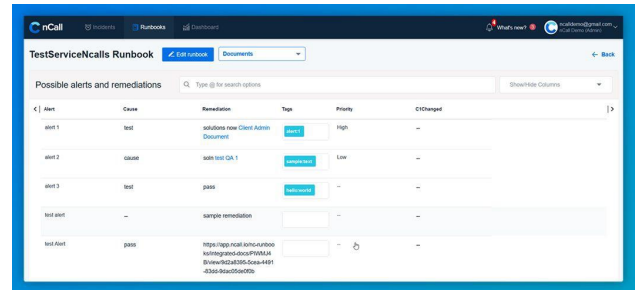 nCall
Incidents
Runbooks
Dashboard
What's new?
ncalldemo@gmail.com
nCall Demo (Admin)
TestServiceNcalls Runbook
Edit runbook
Documents
Back
Possible alerts and remediations
Type @ for search options
Show/Hide Columns
Alert Cause Remediation Tags Priority C1Changed
alert 1 test solutions now Client Admin alert:1 High –
Document
alert 2 cause soln test QA 1 sample:test Low –
alert 3 test pass hello:world – –
test alert – sample remediation – –
test Alert pass https://app.ncall.io/nc-runboo – –
ks/integrated-docs/PIWMJ4
B/view/9d2a8395-5cea-4491
-83dd-9dac05de0f0b